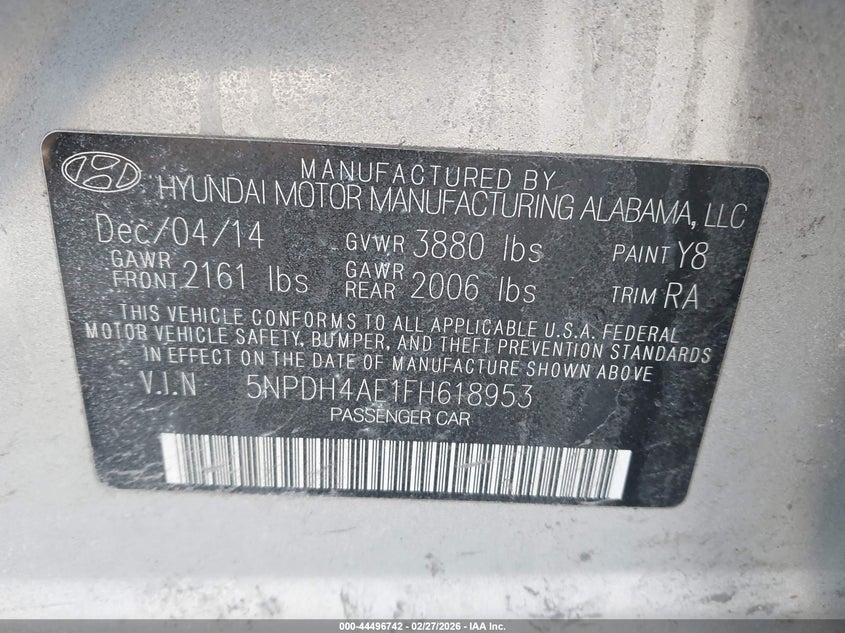 MANUFACTURED BY
HYUNDAI MOTOR MANUFACTURING ALABAMA, LLC
Dec/04/14 GVWR 3880 lbs PAINT Y8
GAWR FRONT 2161 lbs GAWR REAR 2006 lbs TRIM RA
THIS VEHICLE CONFORMS TO ALL APPLICABLE U.S.A. FEDERAL
MOTOR VEHICLE SAFETY, BUMPER, AND THEFT PREVENTION STANDARDS
IN EFFECT ON THE DATE OF MANUFACTURE SHOWN ABOVE
V.I.N 5NPDH4AE1FH618953
PASSENGER CAR
000-44496742 / 02/27/2026 - IAA Inc.